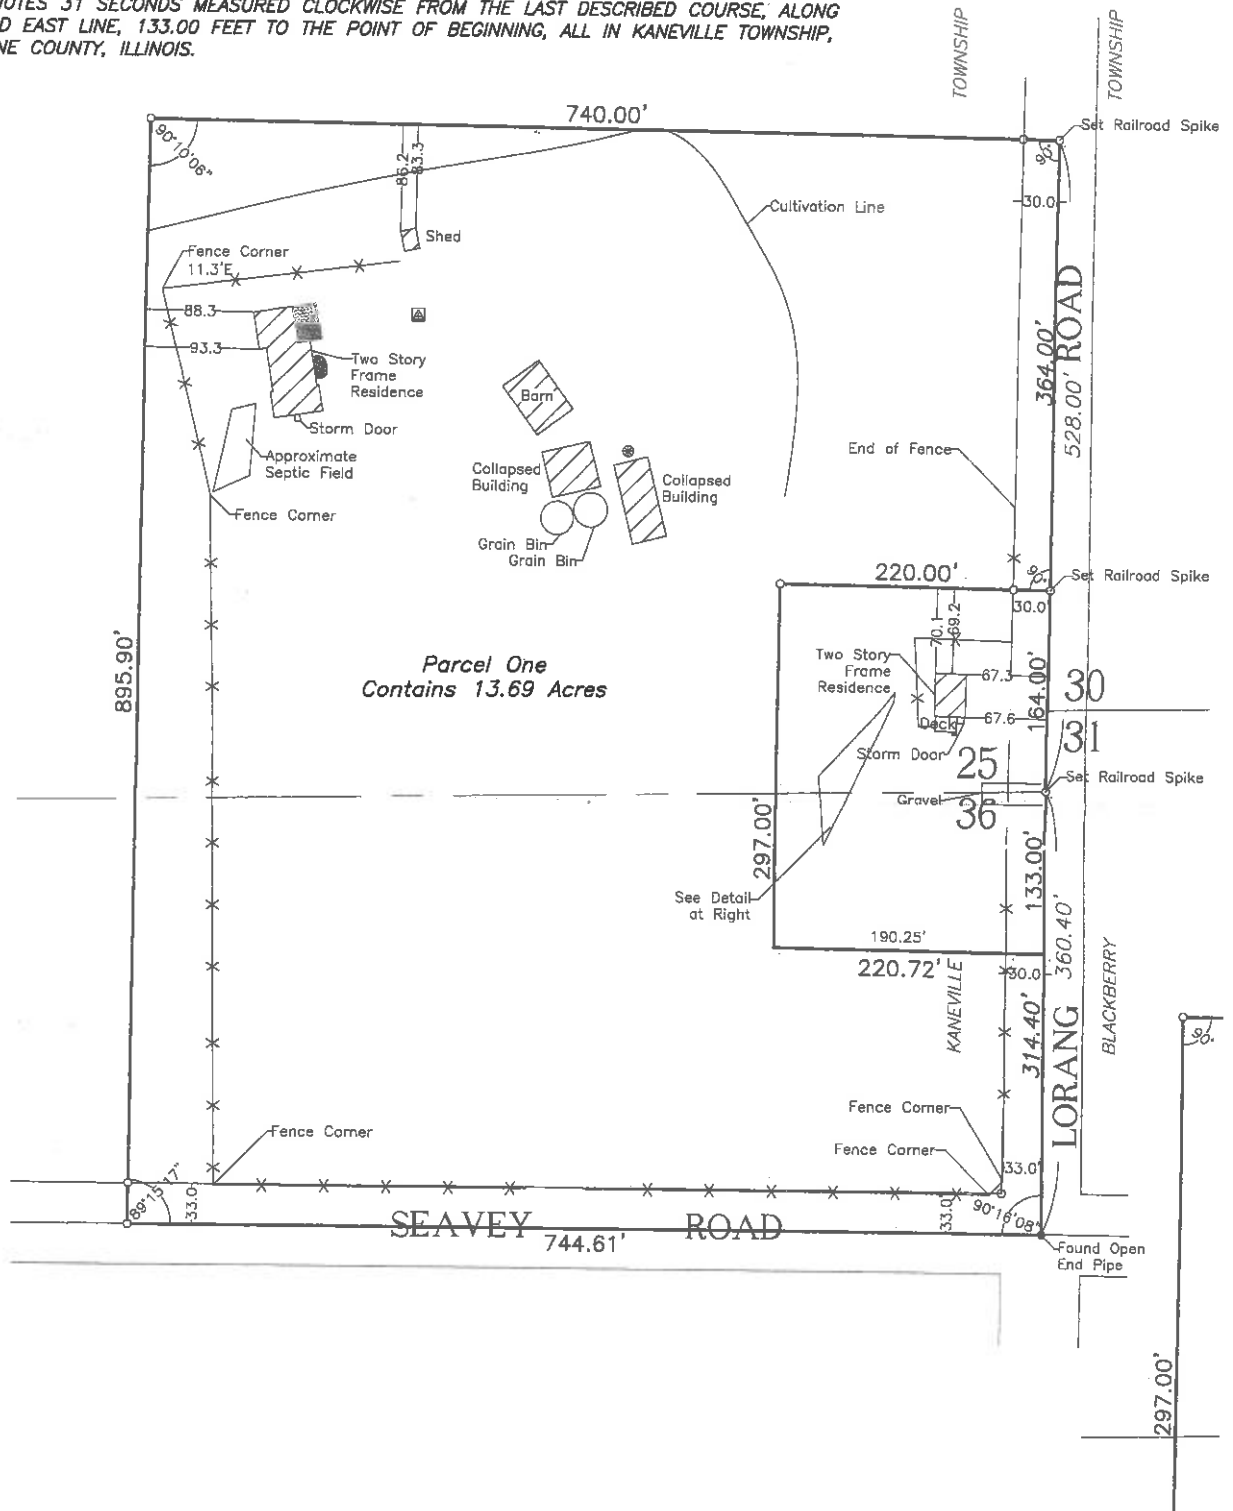 NUTES 31 SECONDS MEASURED CLOCKWISE FROM THE LAST DESCRIBED COURSE, ALONG
D EAST LINE, 133.00 FEET TO THE POINT OF BEGINNING, ALL IN KANEVILLE TOWNSHIP,
NE COUNTY, ILLINOIS.
TOWNSHIP
TOWNSHIP
740.00'
Set Railroad Spike
90°10'06"
90°
86.2
83.3
30.0
Cultivation Line
Shed
Fence Corner
11.3'E
88.3
93.3
Two Story
Frame
Residence
Storm Door
Approximate
Septic Field
Fence Corner
Barn
Collapsed
Building
Collapsed
Building
Grain Bin
Grain Bin
End of Fence
364.00'
528.00'
ROAD
220.00'
90°
Set Railroad Spike
30.0'
70.1
69.2
895.90'
Parcel One
Contains 13.69 Acres
Two Story
Frame
Residence
67.3
164.00'
30
67.6
Deck
31
Storm Door
25
Set Railroad Spike
Gravel
36
297.00'
133.00'
See Detail
at Right
190.25'
220.72'
30.0
360.40'
KANEVILLE
BLACKBERRY
314.40'
LORANG
90°
Fence Corner
Fence Corner
Fence Corner
33.0'
89°15'17"
33.0
33.0
90°16'08"
SEAVEY ROAD
744.61'
Found Open
End Pipe
297.00'